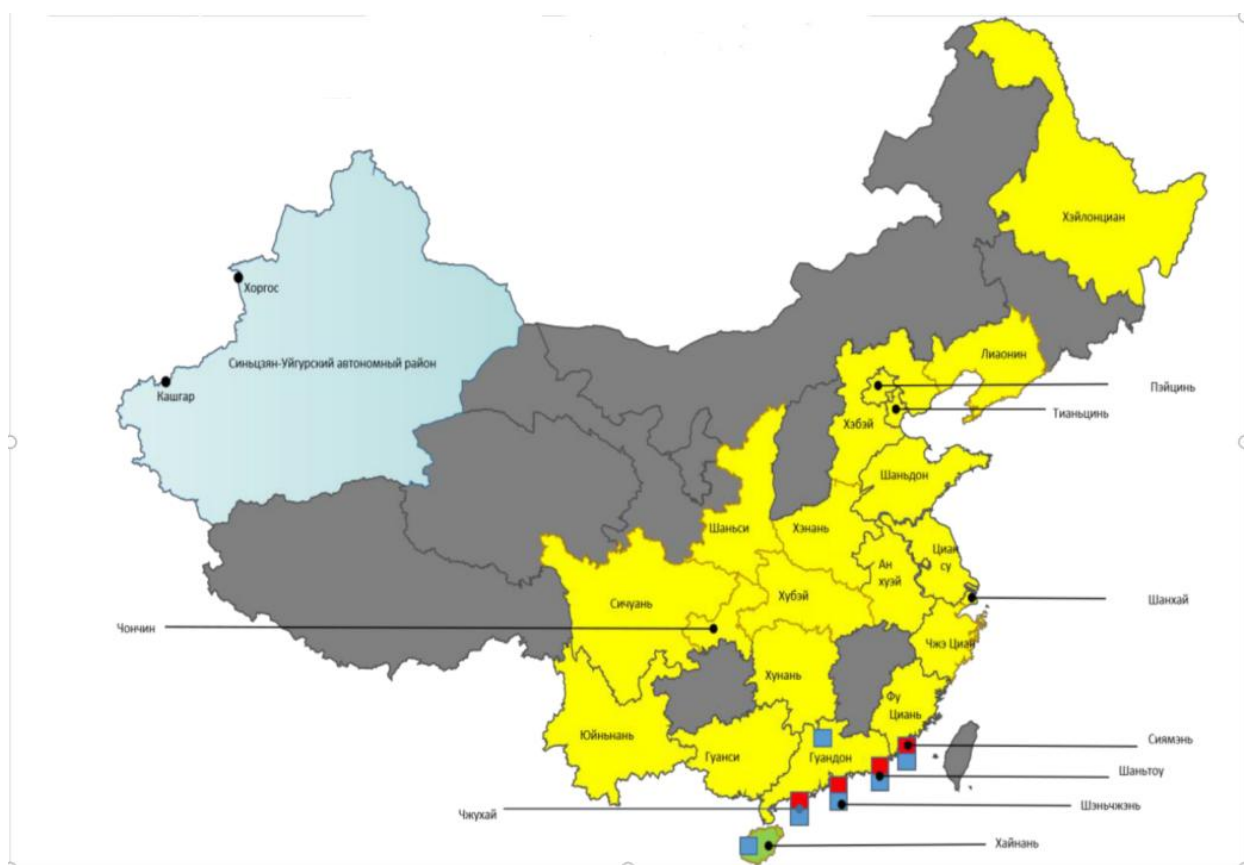 Хэйлонциан
Хоргос
Лиаонин
Синьцзян-Уйгурский автономный район
Пэйцинь
Кашгар
Тианьцинь
Хэбэй
Шаньдон
Шаньси
Хэнань
Циан
су
Ан
хуэй
Сичуань
Хубэй
Шанхай
Чончин
Чжэ Циан
Хунань
Фу
Циань
Юйньнань
Гуанси
Гуандон
Сиямэнь
Шаньтоу
Шэньчжэнь
Чжухай
Хайнань